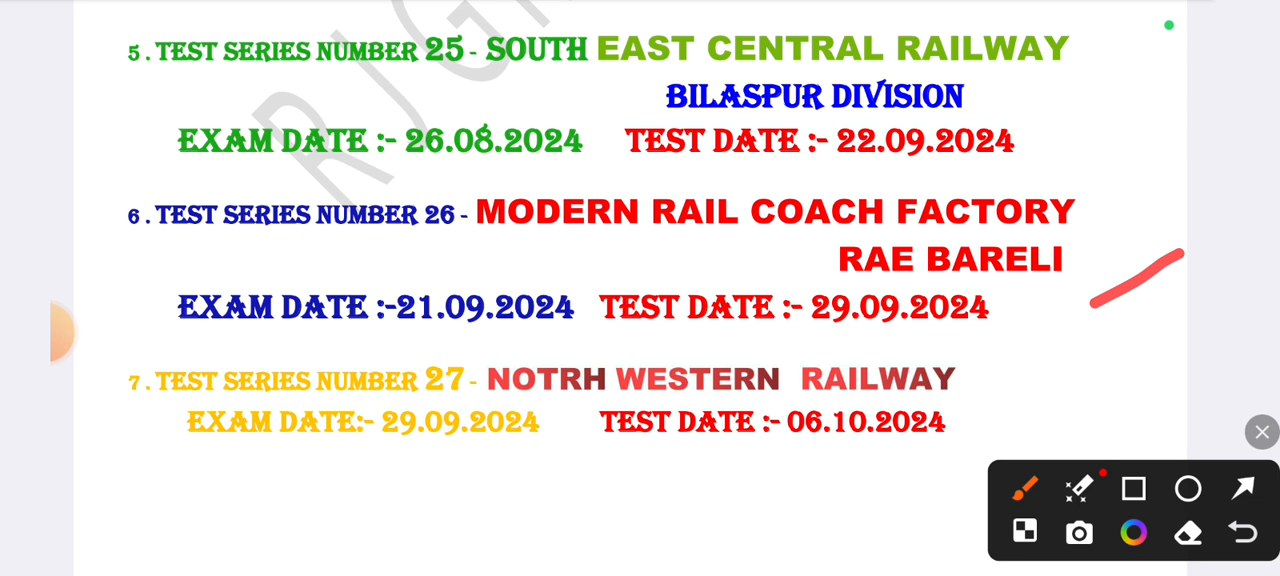 5 . TEST SERIES NUMBER 25 - SOUTH EAST CENTRAL RAILWAY
BILASPUR DIVISION
EXAM DATE :- 26.08.2024 TEST DATE :- 22.09.2024
6 . TEST SERIES NUMBER 26 - MODERN RAIL COACH FACTORY
RAE BARELI
EXAM DATE :-21.09.2024 TEST DATE :- 29.09.2024
7 . TEST SERIES NUMBER 27 - NOTRH WESTERN RAILWAY
EXAM DATE:- 29.09.2024 TEST DATE :- 06.10.2024